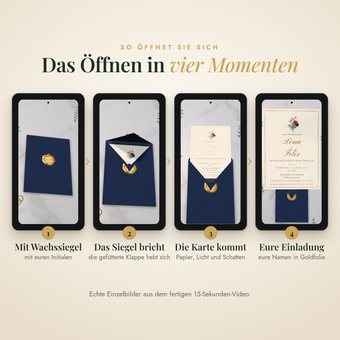 SO ÖFFNET SIE SICH
Das Öffnen in vier Momenten
Lena
Felix
1
2
3
4
Mit Wachssiegel
Das Siegel bricht
Die Karte kommt
Eure Einladung
mit euren Initialen
die gefütterte Klappe hebt sich
Papier, Licht und Schatten
eure Namen in Goldfolie
Echte Einzelbilder aus dem fertigen 15-Sekunden-Video.